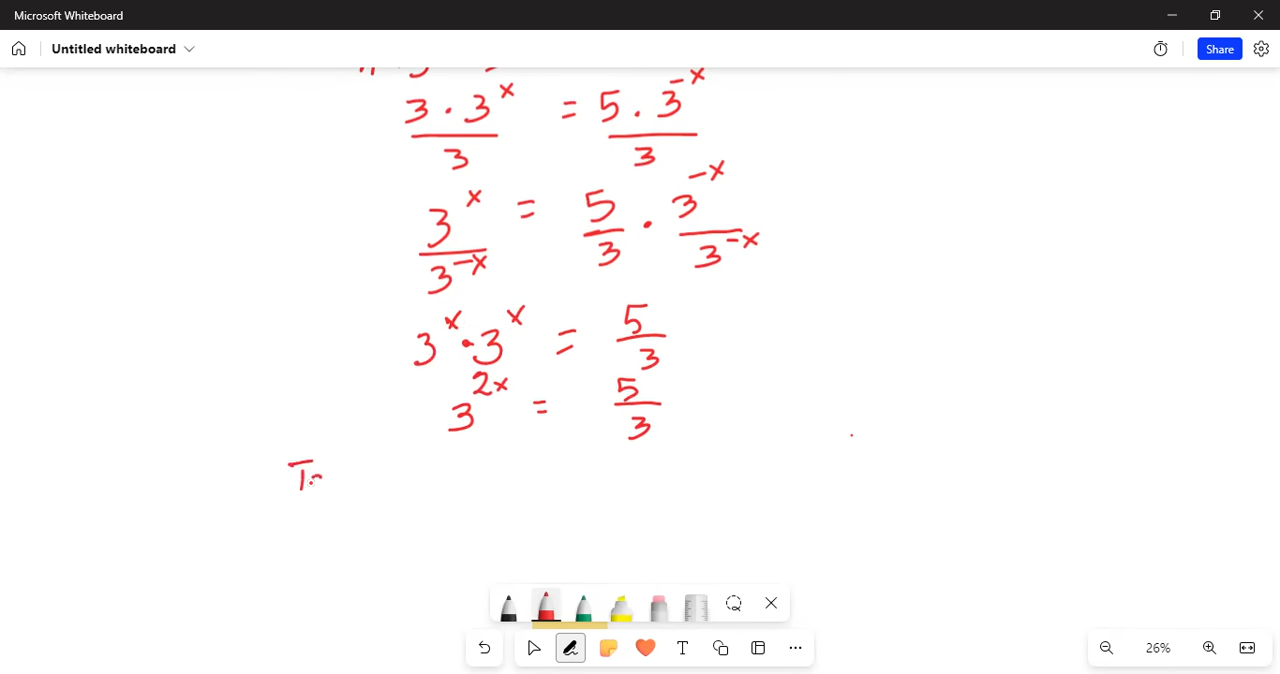 Microsoft Whiteboard
Untitled whiteboard
Share
3 · 3^x / 3 = 5 · 3^-x / 3
3^x / 3^-x = 5/3 · 3^-x / 3^-x
3^x · 3^x = 5/3
3^2x = 5/3
T
26%